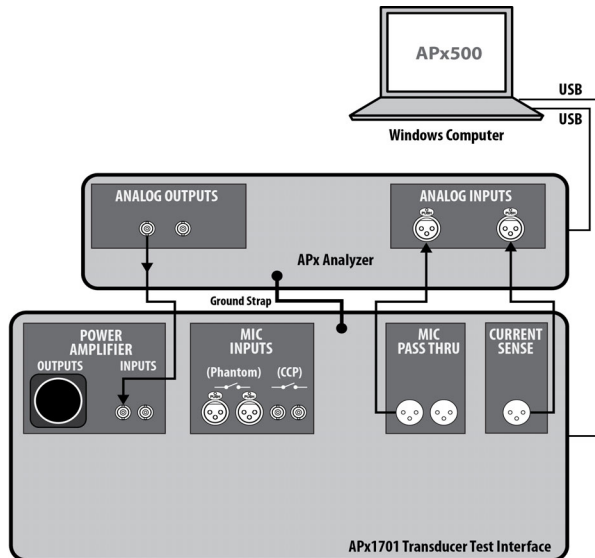 APx500
USB
USB
Windows Computer
ANALOG OUTPUTS
ANALOG INPUTS
APx Analyzer
Ground Strap
POWER
AMPLIFIER
OUTPUTS INPUTS
MIC
INPUTS
(Phantom) (CCP)
MIC
PASS THRU
CURRENT
SENSE
APx1701 Transducer Test Interface